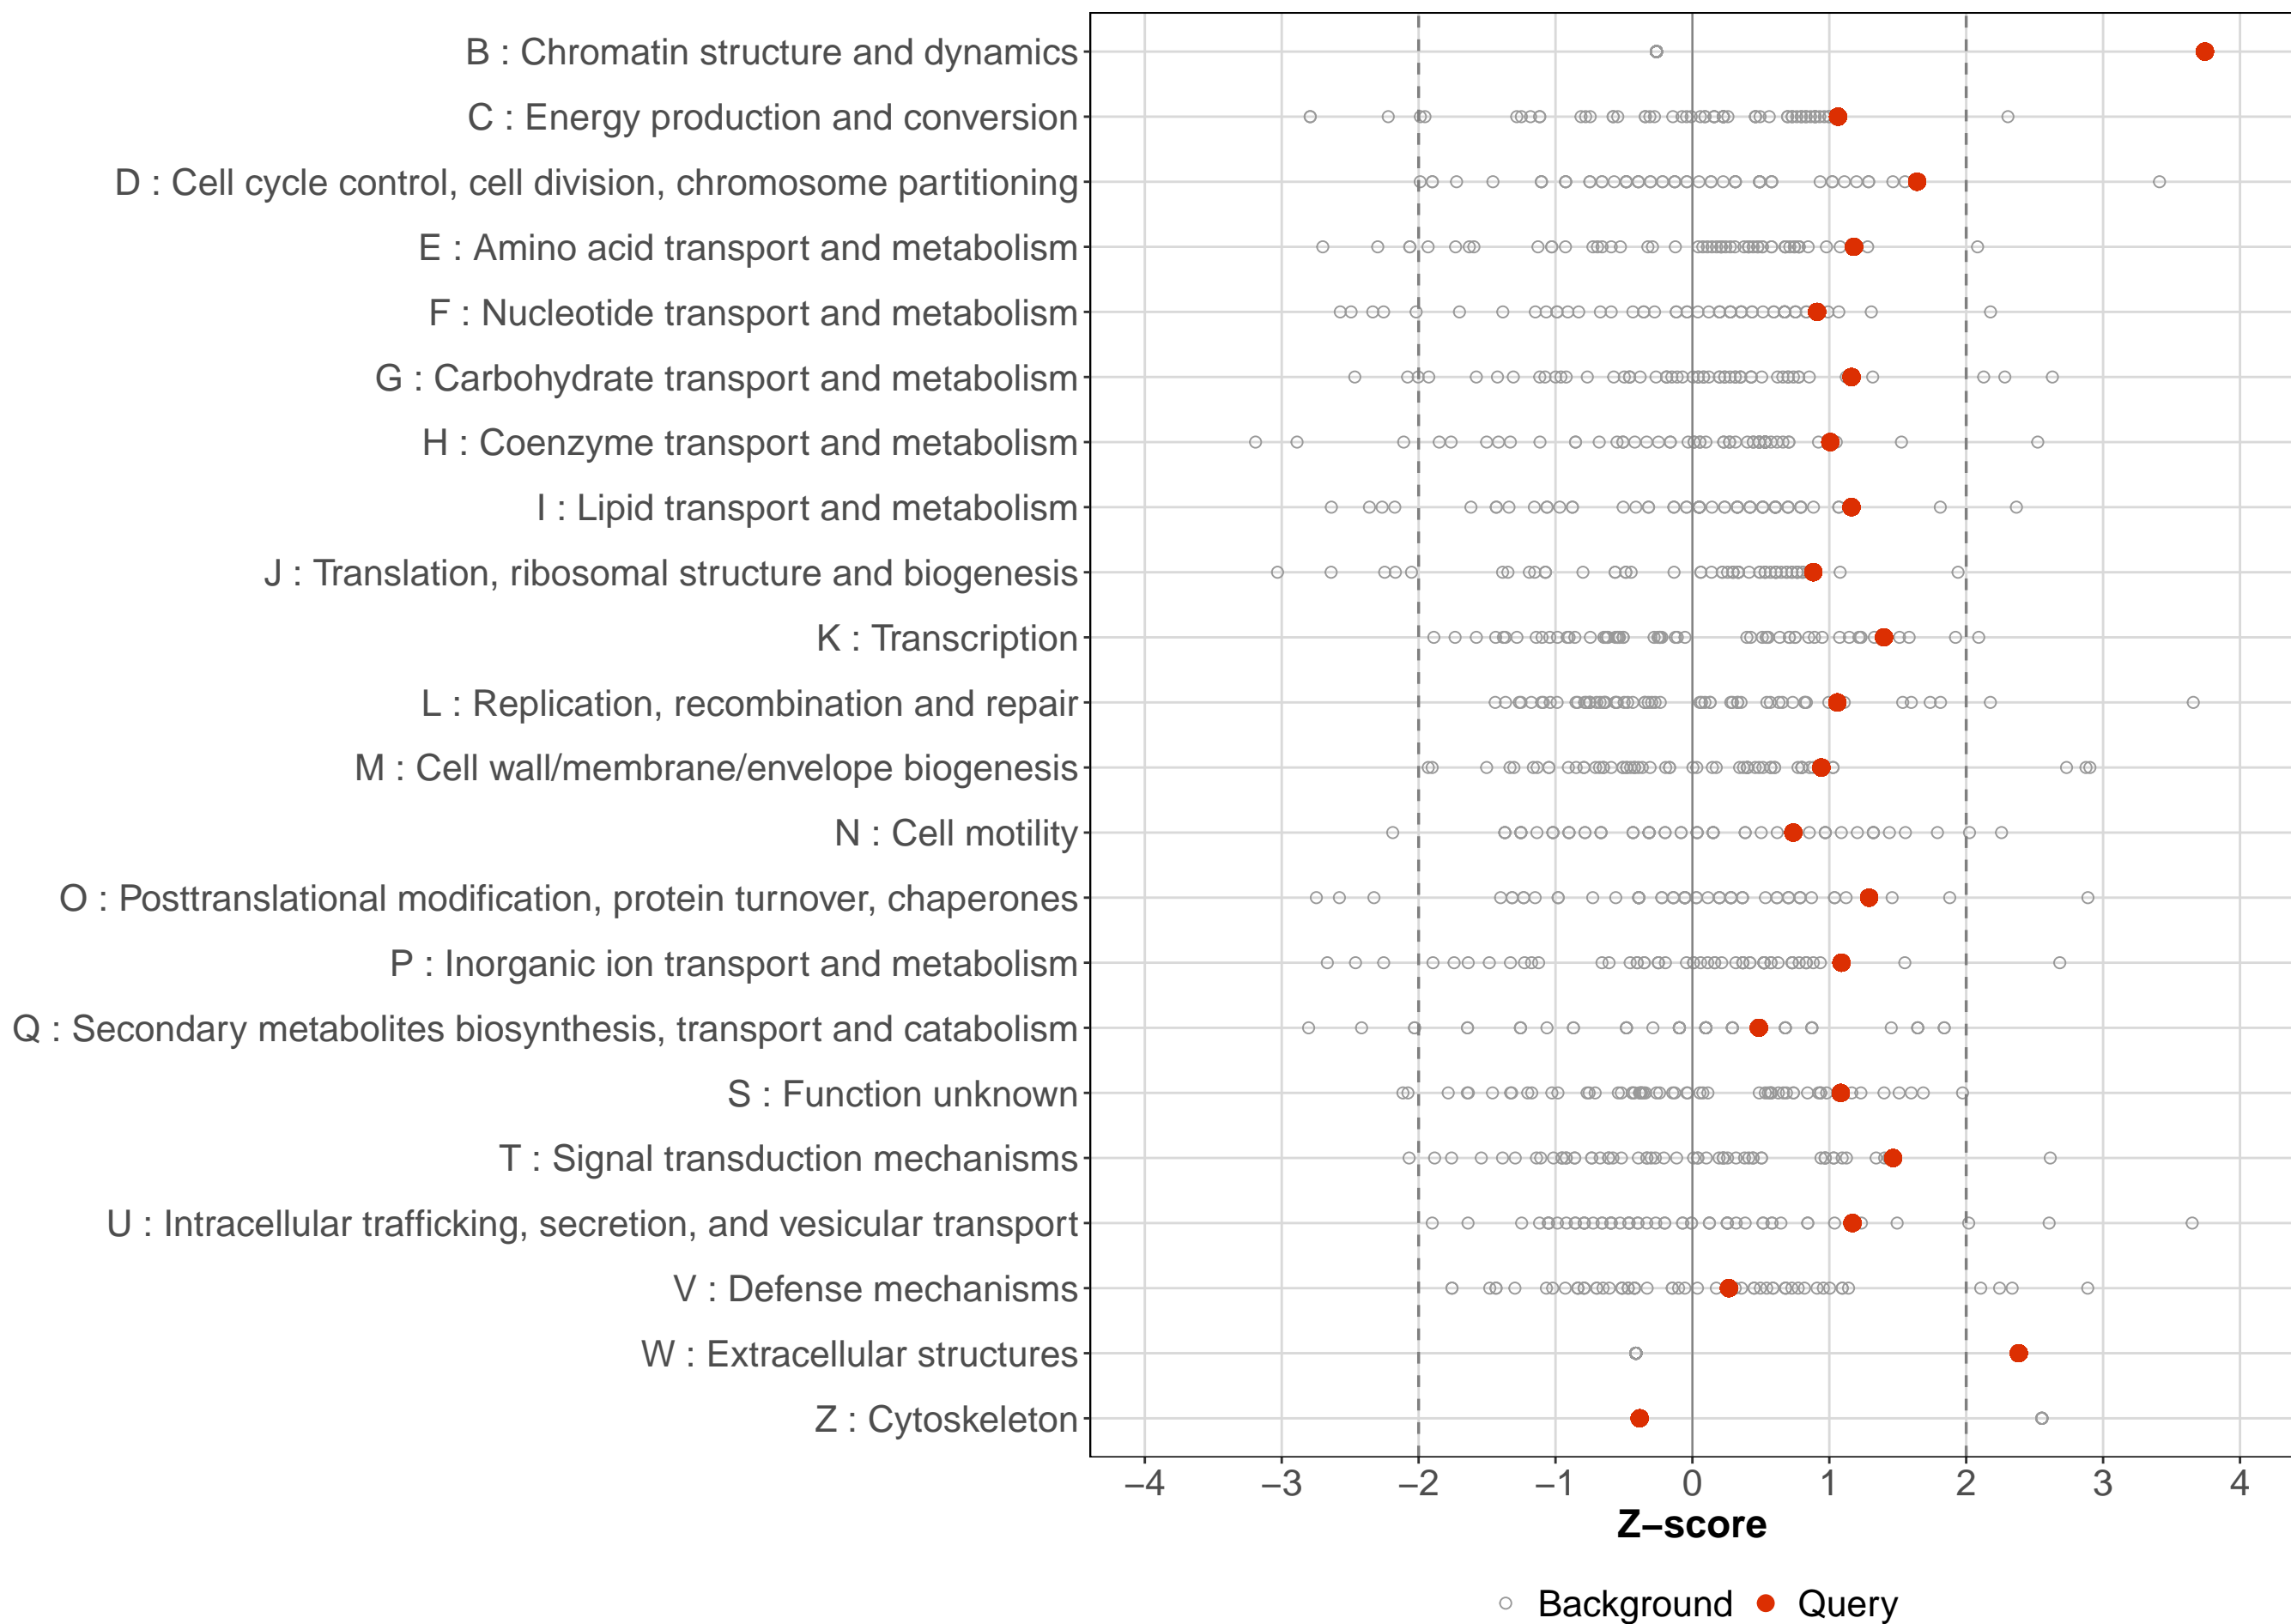 B : Chromatin structure and dynamics
C : Energy production and conversion
D : Cell cycle control, cell division, chromosome partitioning
E : Amino acid transport and metabolism
F : Nucleotide transport and metabolism
G : Carbohydrate transport and metabolism
H : Coenzyme transport and metabolism
I : Lipid transport and metabolism
J : Translation, ribosomal structure and biogenesis
K : Transcription
L : Replication, recombination and repair
M : Cell wall/membrane/envelope biogenesis
N : Cell motility
O : Posttranslational modification, protein turnover, chaperones
P : Inorganic ion transport and metabolism
Q : Secondary metabolites biosynthesis, transport and catabolism
S : Function unknown
T : Signal transduction mechanisms
U : Intracellular trafficking, secretion, and vesicular transport
V : Defense mechanisms
W : Extracellular structures
Z : Cytoskeleton
−4 −3 −2 −1 0 1 2 3 4
Z−score
Background Query